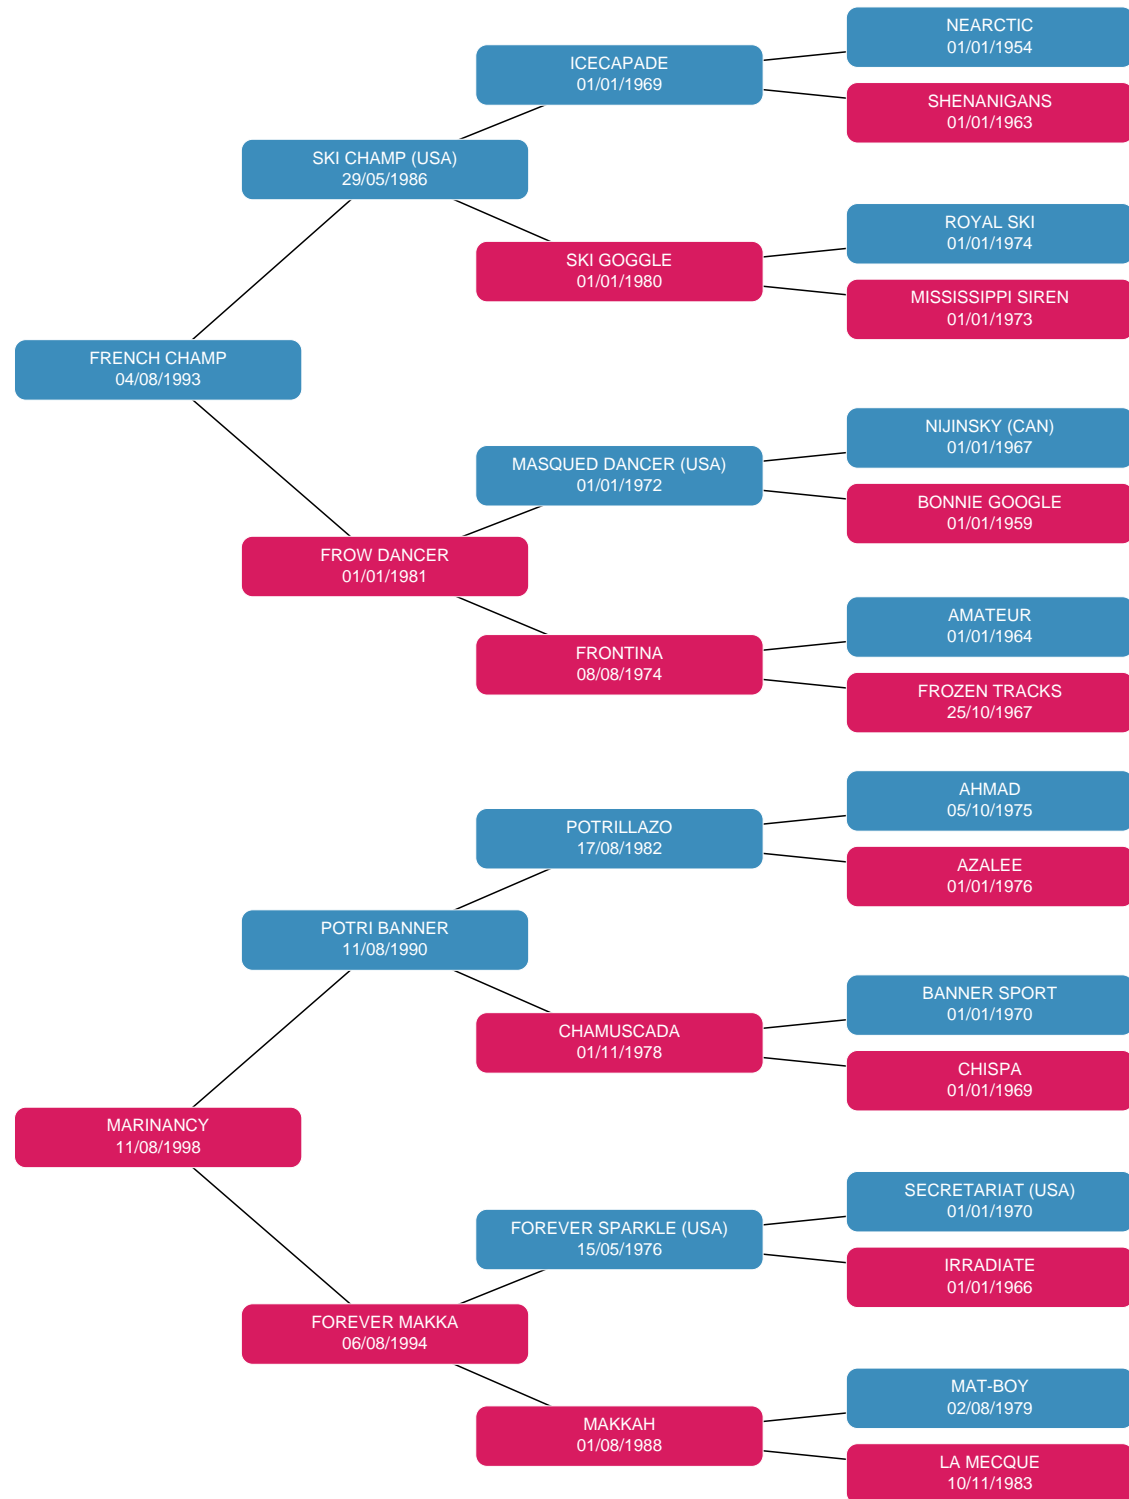 NEARCTIC
01/01/1954
ICECAPADE
01/01/1969
SHENANIGANS
01/01/1963
SKI CHAMP (USA)
29/05/1986
ROYAL SKI
01/01/1974
SKI GOGGLE
01/01/1980
MISSISSIPPI SIREN
01/01/1973
FRENCH CHAMP
04/08/1993
NIJINSKY (CAN)
01/01/1967
MASQUED DANCER (USA)
01/01/1972
BONNIE GOOGLE
01/01/1959
FROW DANCER
01/01/1981
AMATEUR
01/01/1964
FRONTINA
08/08/1974
FROZEN TRACKS
25/10/1967
AHMAD
05/10/1975
POTRILLAZO
17/08/1982
AZALEE
01/01/1976
POTRI BANNER
11/08/1990
BANNER SPORT
01/01/1970
CHAMUSCADA
01/11/1978
CHISPA
01/01/1969
MARINANCY
11/08/1998
SECRETARIAT (USA)
01/01/1970
FOREVER SPARKLE (USA)
15/05/1976
IRRADIATE
01/01/1966
FOREVER MAKKA
06/08/1994
MAT-BOY
02/08/1979
MAKKAH
01/08/1988
LA MECQUE
10/11/1983